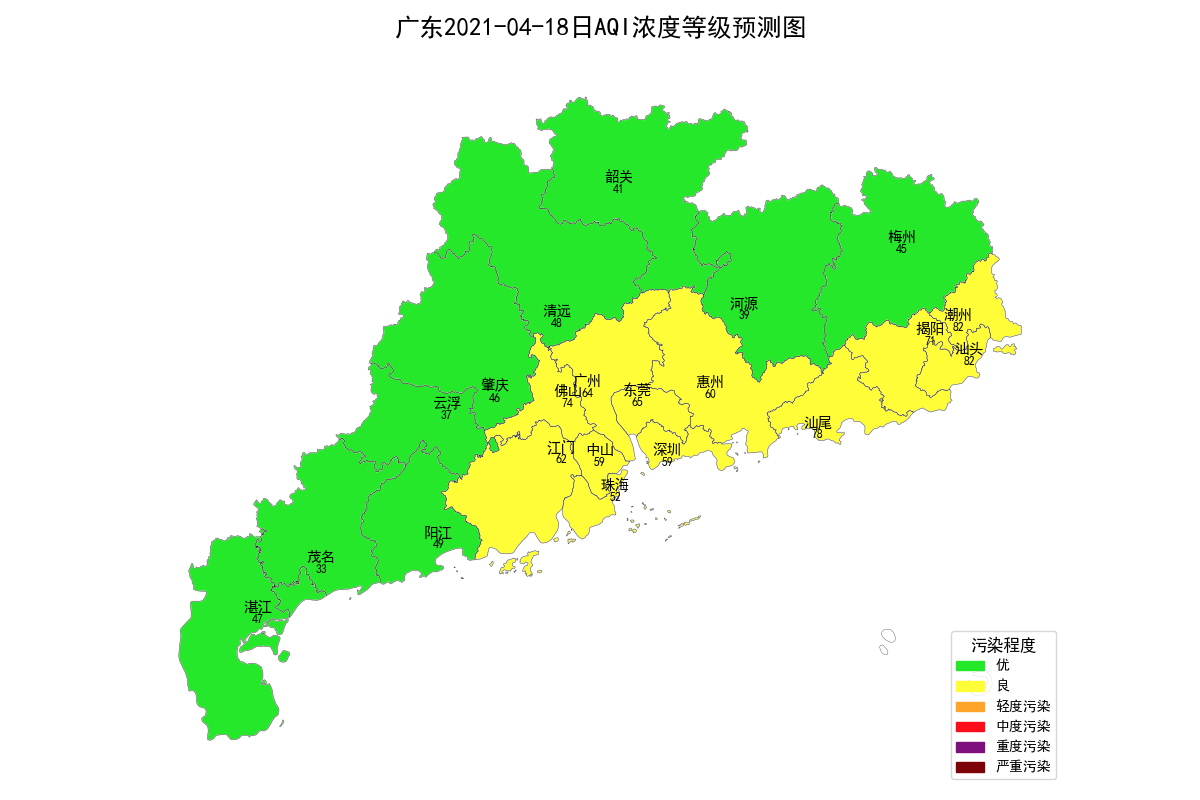 广东2021-04-18日AQI浓度等级预测图
韶关
41
梅州
45
河源
39
清远
48
潮州
82
揭阳
71
汕头
82
肇庆
46
广州
64
佛山
74
东莞
65
惠州
60
云浮
37
汕尾
78
江门
62
中山
59
深圳
59
珠海
52
阳江
49
茂名
33
湛江
47
污染程度
优
良
轻度污染
中度污染
重度污染
严重污染